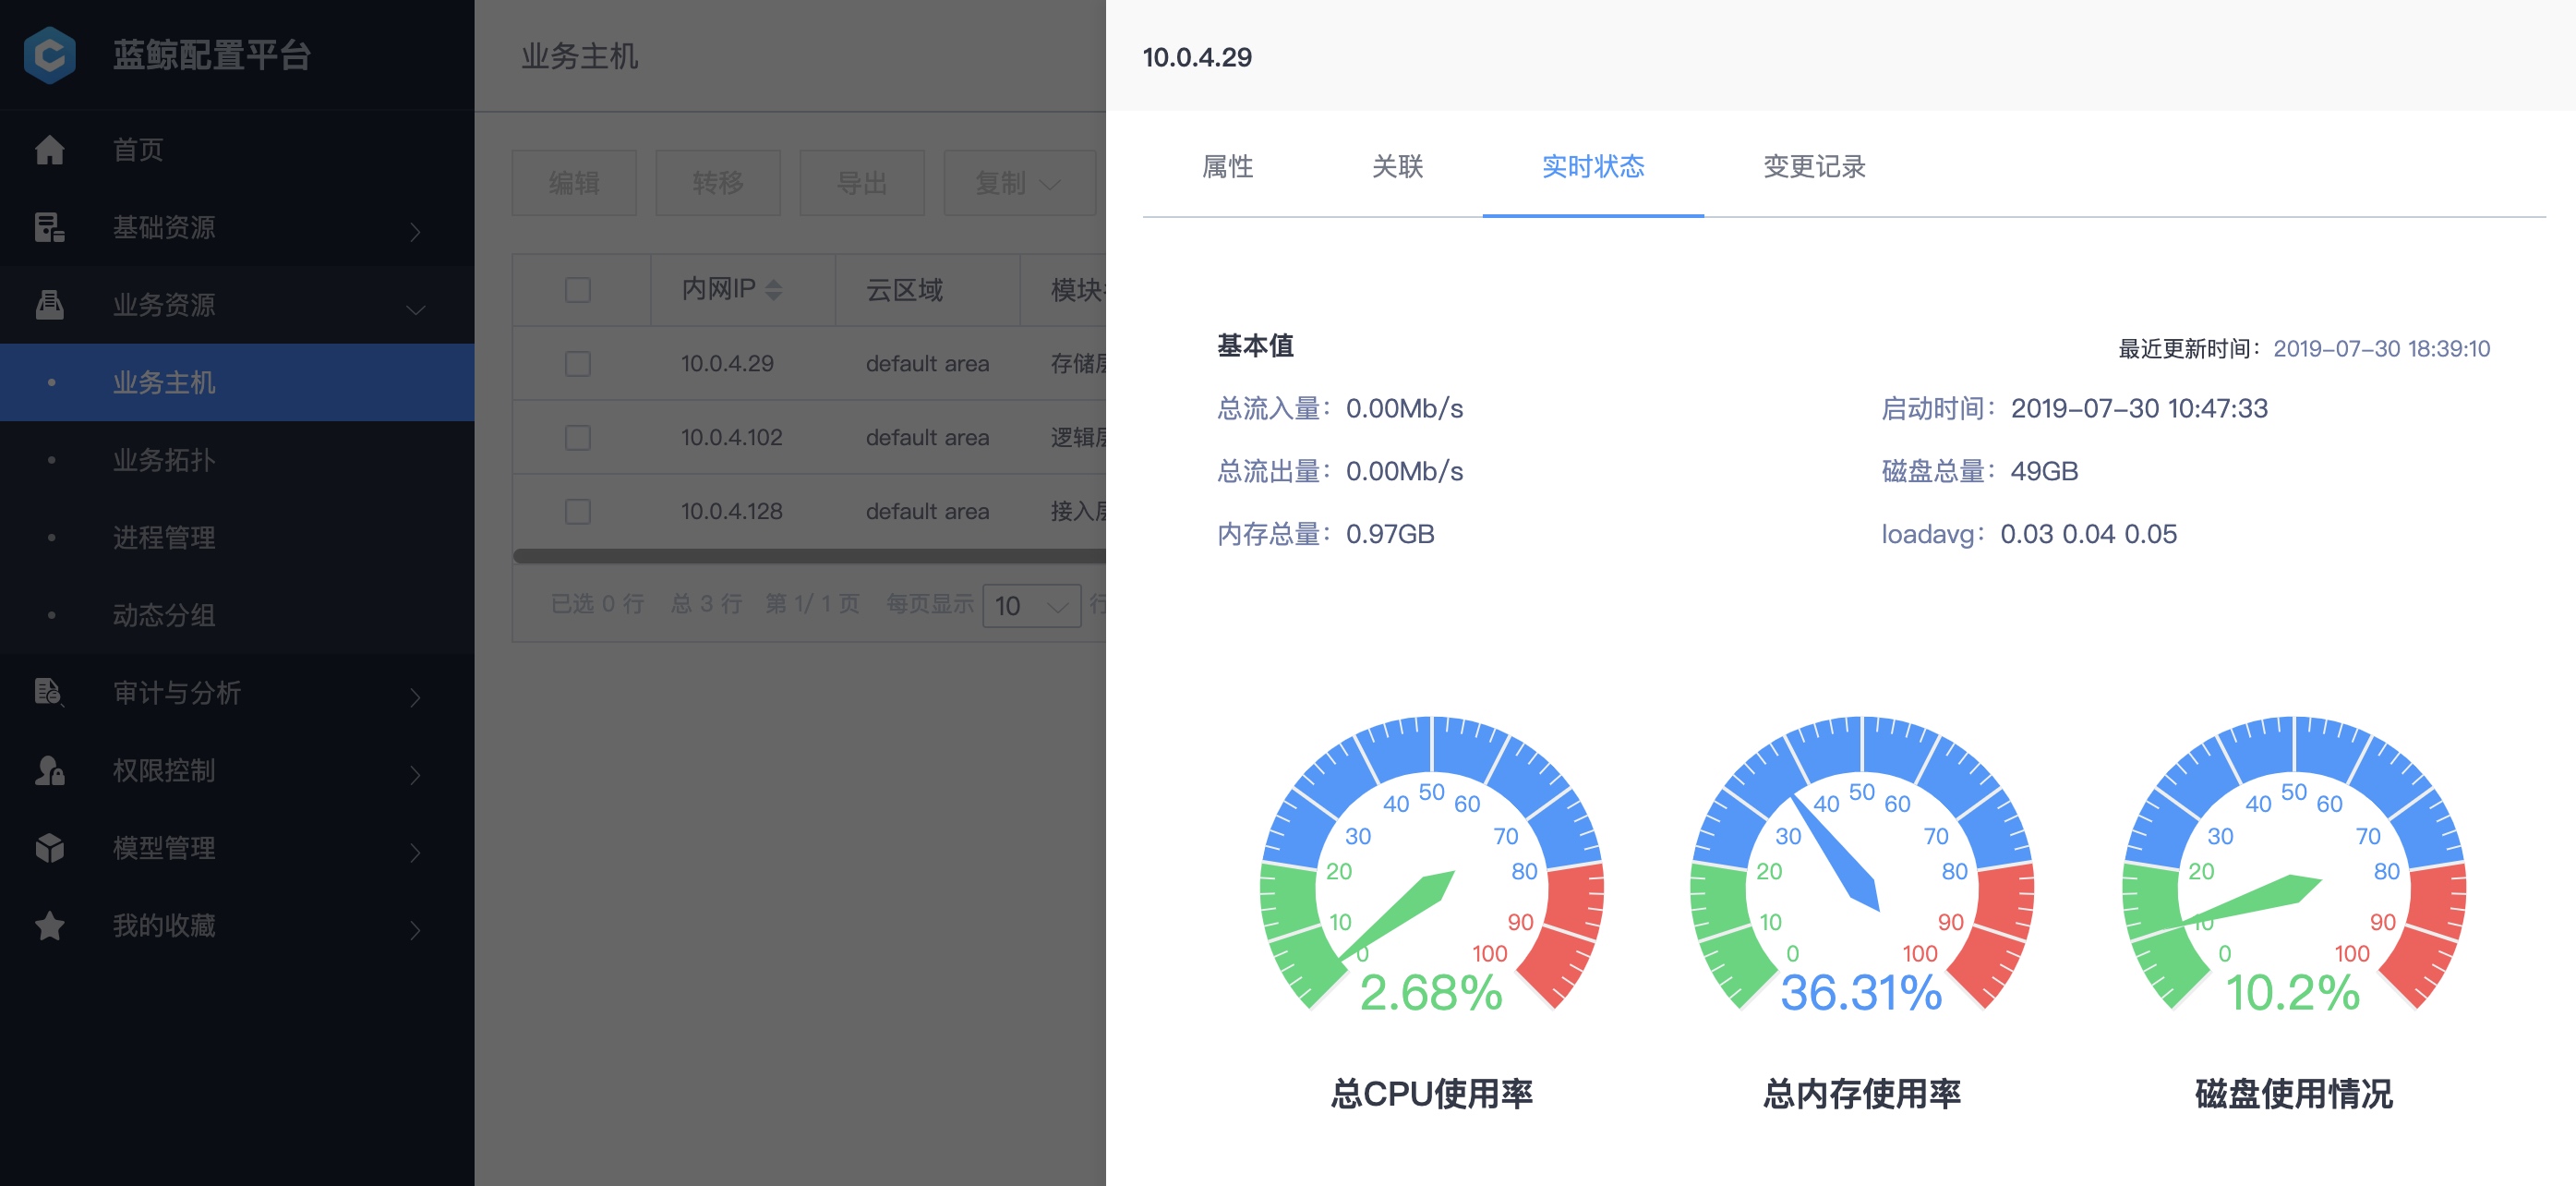 蓝鲸配置平台
首页
基础资源
业务资源
业务主机
业务拓扑
进程管理
动态分组
审计与分析
权限控制
模型管理
我的收藏
业务主机
编辑 转移 导出 复制
内网IP 云区域 模块
10.0.4.29 default area 存储层
10.0.4.102 default area 逻辑层
10.0.4.128 default area 接入层
已选 0 行 总 3 行 第 1/ 1 页 每页显示 10 行
10.0.4.29
属性 关联 实时状态 变更记录
基本值 最近更新时间：2019-07-30 18:39:10
总流入量：0.00Mb/s 启动时间：2019-07-30 10:47:33
总流出量：0.00Mb/s 磁盘总量：49GB
内存总量：0.97GB loadavg：0.03 0.04 0.05
0 10 20 30 40 50 60 70 80 90 100
2.68%
总CPU使用率
0 10 20 30 40 50 60 70 80 90 100
36.31%
总内存使用率
0 10 20 30 40 50 60 70 80 90 100
10.2%
磁盘使用情况